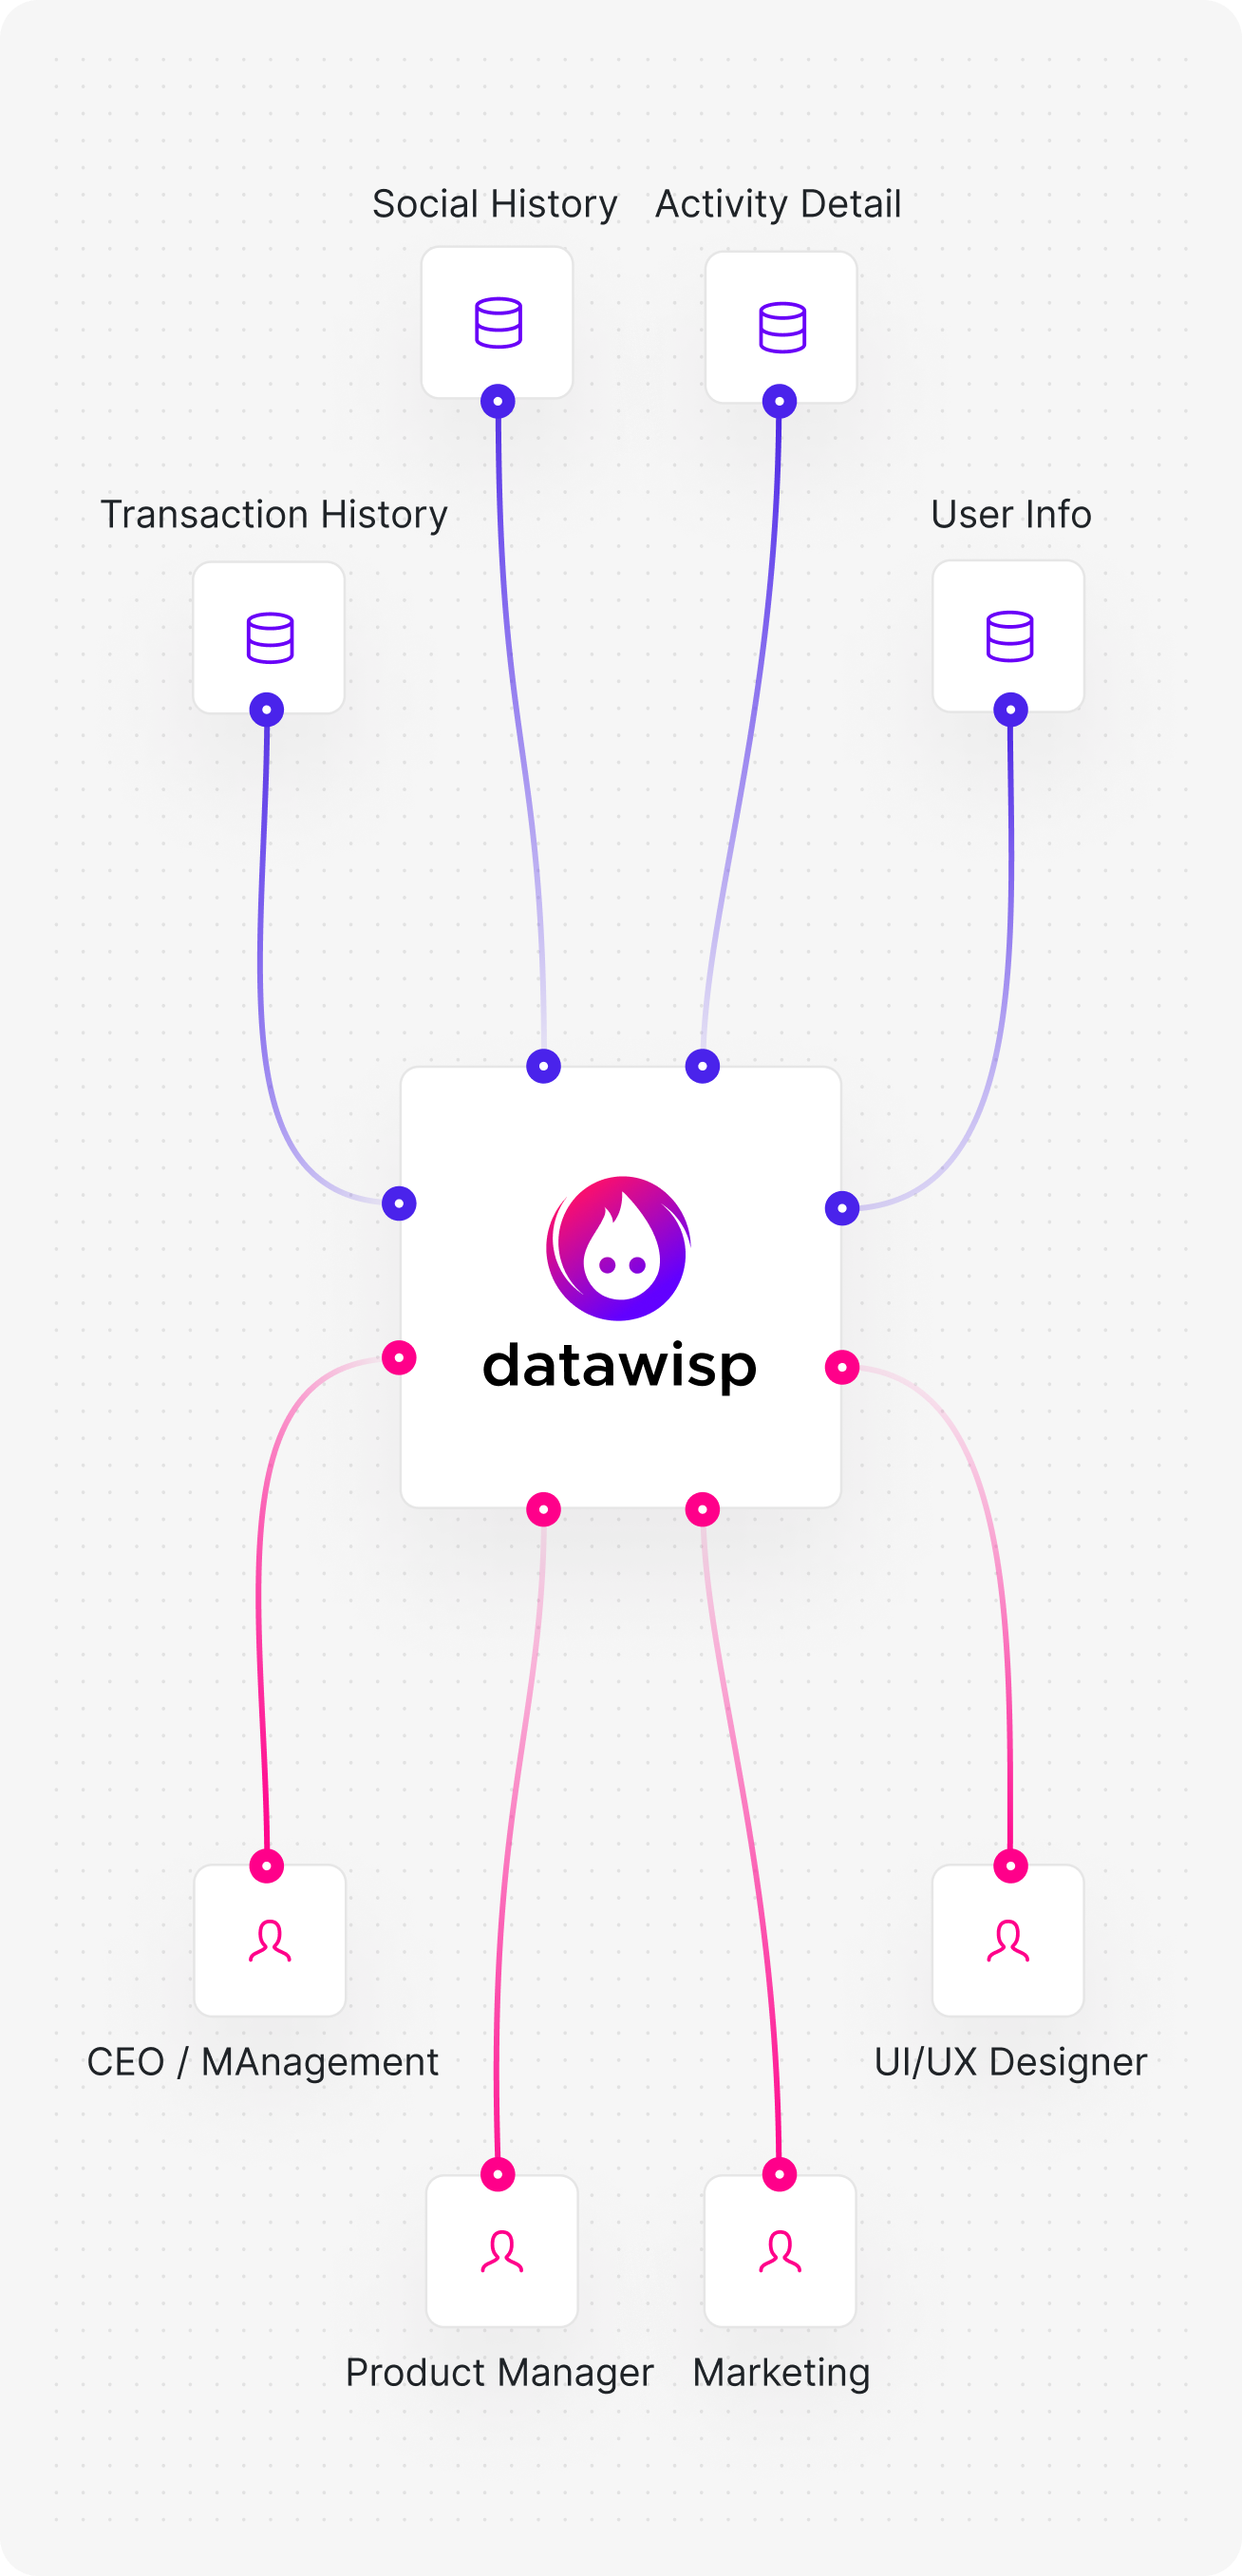 Social History
Activity Detail
Transaction History
User Info
datawisp
CEO / MAnagement
UI/UX Designer
Product Manager
Marketing